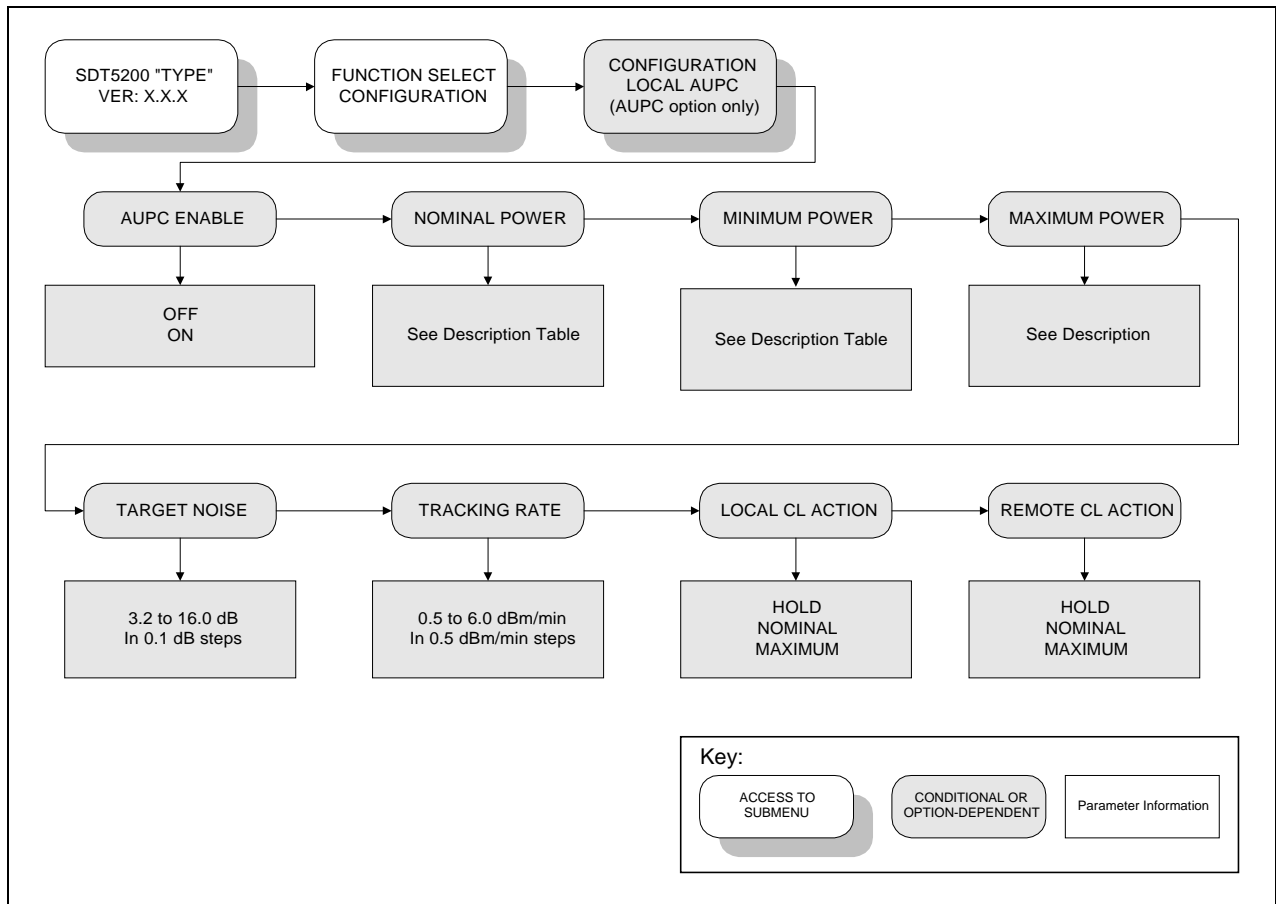 SDT5200 "TYPE"
VER: X.X.X
FUNCTION SELECT
CONFIGURATION
CONFIGURATION
LOCAL AUPC
(AUPC option only)
AUPC ENABLE
NOMINAL POWER
MINIMUM POWER
MAXIMUM POWER
OFF
ON
See Description Table
See Description Table
See Description
TARGET NOISE
TRACKING RATE
LOCAL CL ACTION
REMOTE CL ACTION
3.2 to 16.0 dB
In 0.1 dB steps
0.5 to 6.0 dBm/min
In 0.5 dBm/min steps
HOLD
NOMINAL
MAXIMUM
HOLD
NOMINAL
MAXIMUM
Key:
ACCESS TO
SUBMENU
CONDITIONAL OR
OPTION-DEPENDENT
Parameter Information